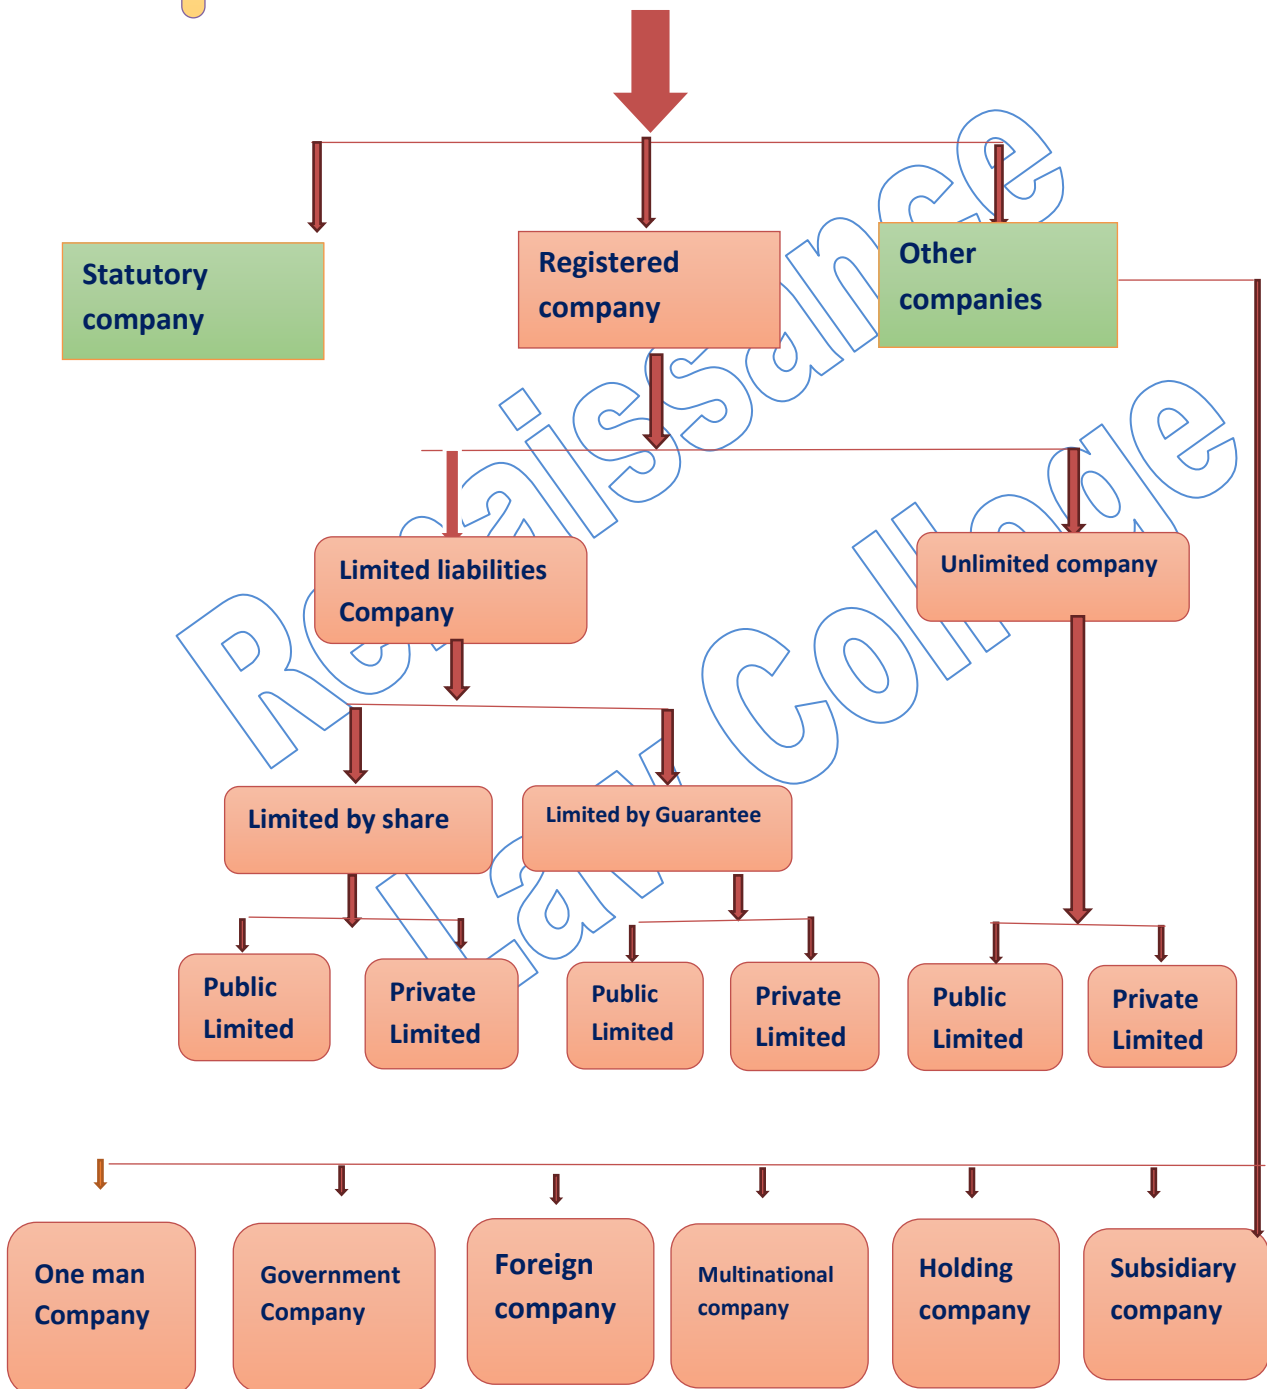 Statutory
company
Registered
company
Other
companies
Limited liabilities
Company
Unlimited company
Limited by share
Limited by Guarantee
Public
Limited
Private
Limited
Public
Limited
Private
Limited
Public
Limited
Private
Limited
One man
Company
Government
Company
Foreign
company
Multinational
company
Holding
company
Subsidiary
company
Renaissance
Law College